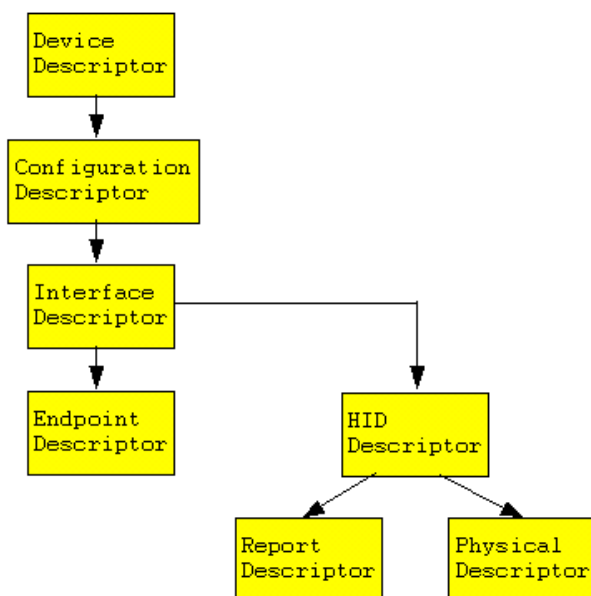 Device
Descriptor
Configuration
Descriptor
Interface
Descriptor
Endpoint
Descriptor
HID
Descriptor
Report
Descriptor
Physical
Descriptor